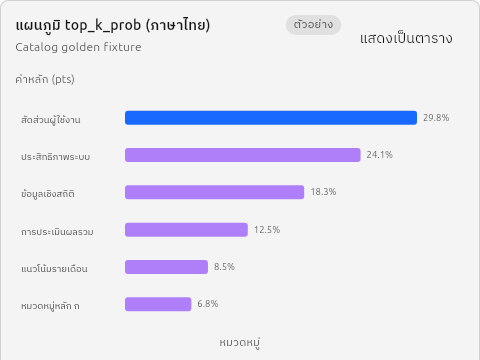 แผนภูมิ top_k_prob (ภาษาไทย)
ตัวอย่าง
แสดงเป็นตาราง
Catalog golden fixture
ค่าหลัก (pts)
สัดส่วนผู้ใช้งาน 29.8%
ประสิทธิภาพระบบ 24.1%
ข้อมูลเชิงสถิติ 18.3%
การประเมินผลรวม 12.5%
แนวโน้มรายเดือน 8.5%
หมวดหมู่หลัก ก 6.8%
หมวดหมู่